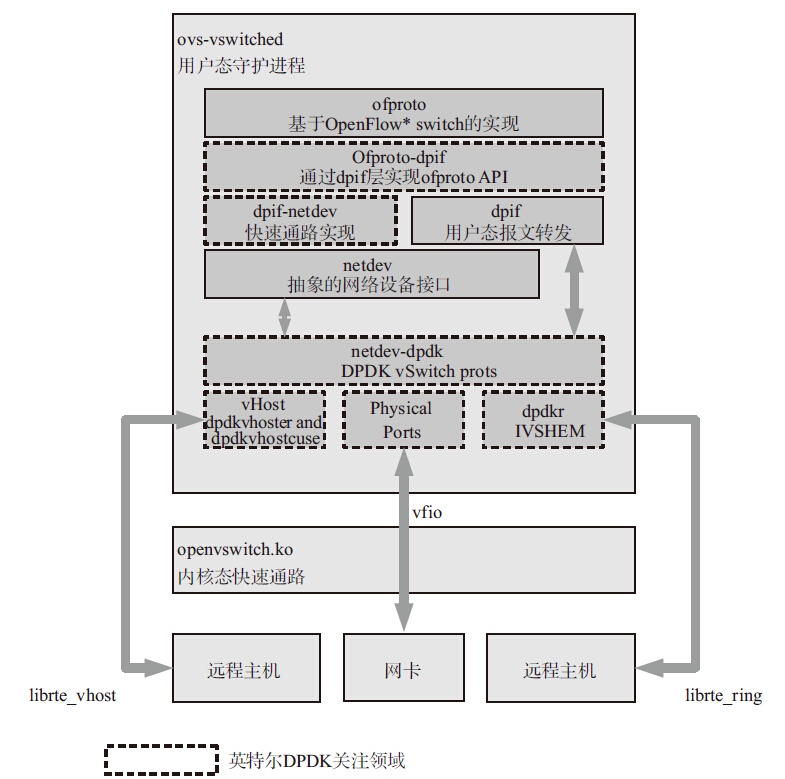 ovs-vswitched
用户态守护进程
ofproto
基于OpenFlow* switch的实现
Ofproto-dpif
通过dpif层实现ofproto API
dpif-netdev
快速通路实现
dpif
用户态报文转发
netdev
抽象的网络设备接口
netdev-dpdk
DPDK vSwitch prots
vHost
dpdkvhoster and
dpdkvhostcuse
Physical
Ports
dpdkr
IVSHEM
vfio
openvswitch.ko
内核态快速通路
远程主机
网卡
远程主机
librte_vhost
librte_ring
英特尔DPDK关注领域